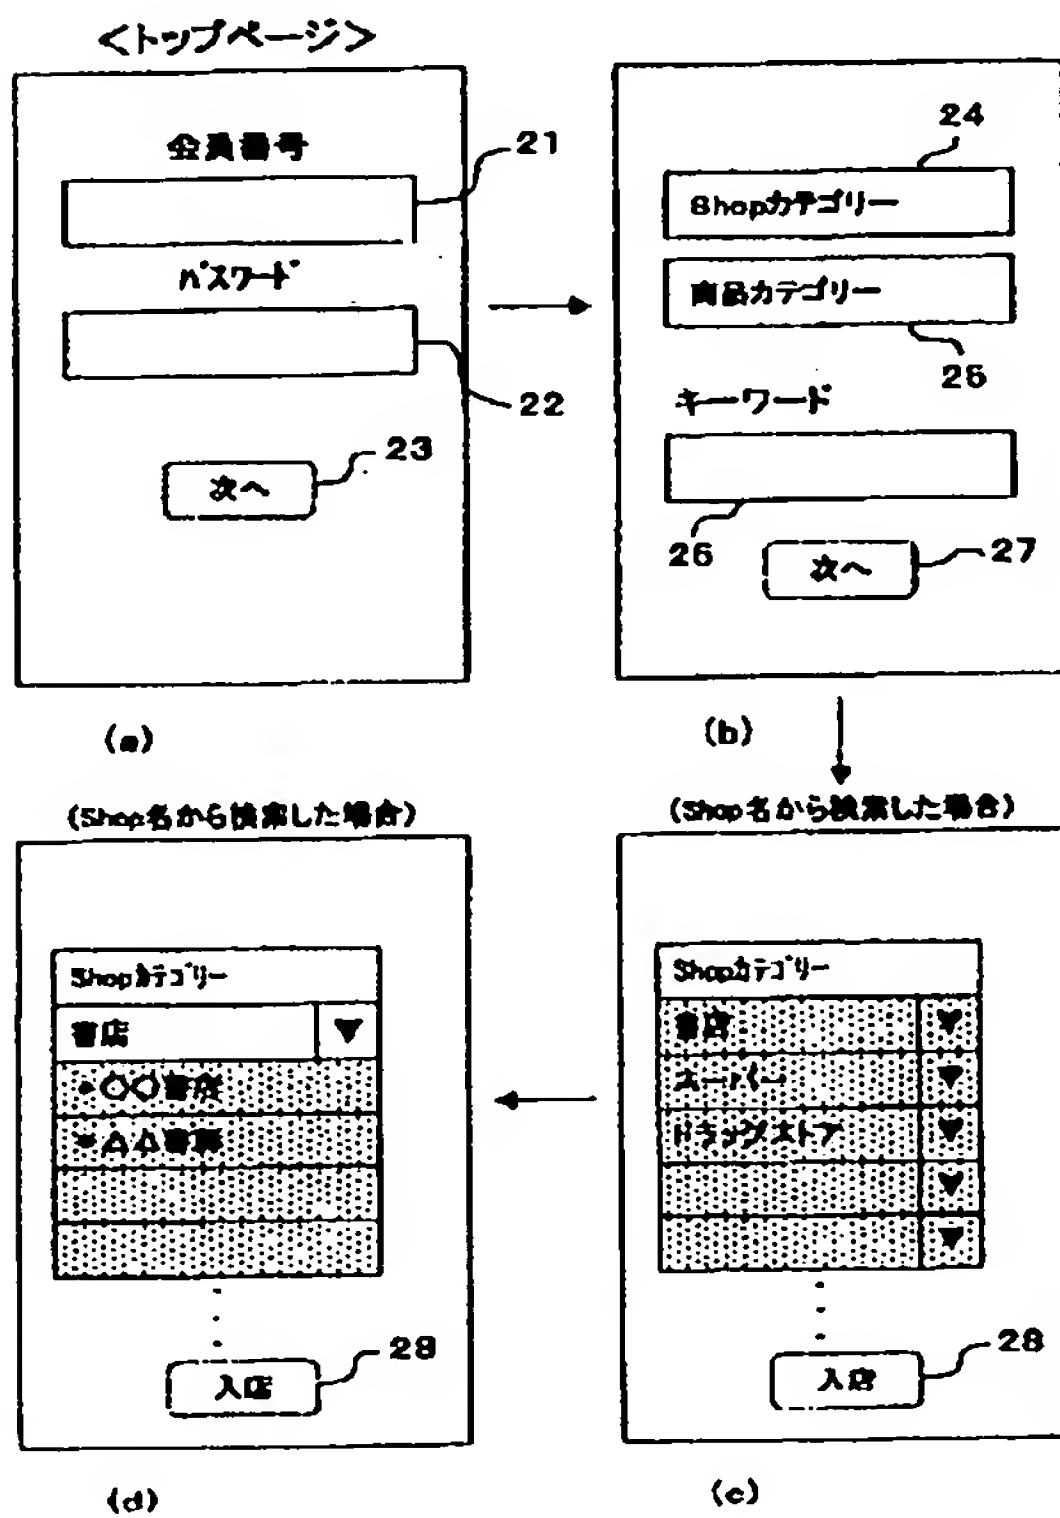 <トップページ>
会員番号
21
パスワード
22
23
次へ
(a)
24
Shopカテゴリー
商品カテゴリー
25
キーワード
26
27
次へ
(b)
(Shop名から検索した場合)
Shopカテゴリー
書店 ▼
スーパー ▼
ドラッグストア ▼
▼
▼
28
入店
(c)
(Shop名から検索した場合)
Shopカテゴリー
書店 ▼
・○○書店
・△△書店
入店
(d)